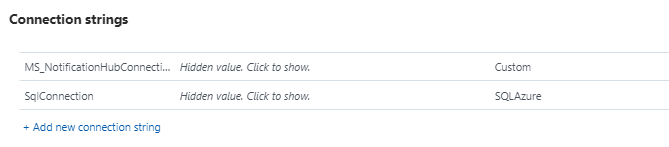 Connection strings
MS_NotificationHubConnecti... Hidden value. Click to show. Custom
SqlConnection Hidden value. Click to show. SQLAzure
+ Add new connection string